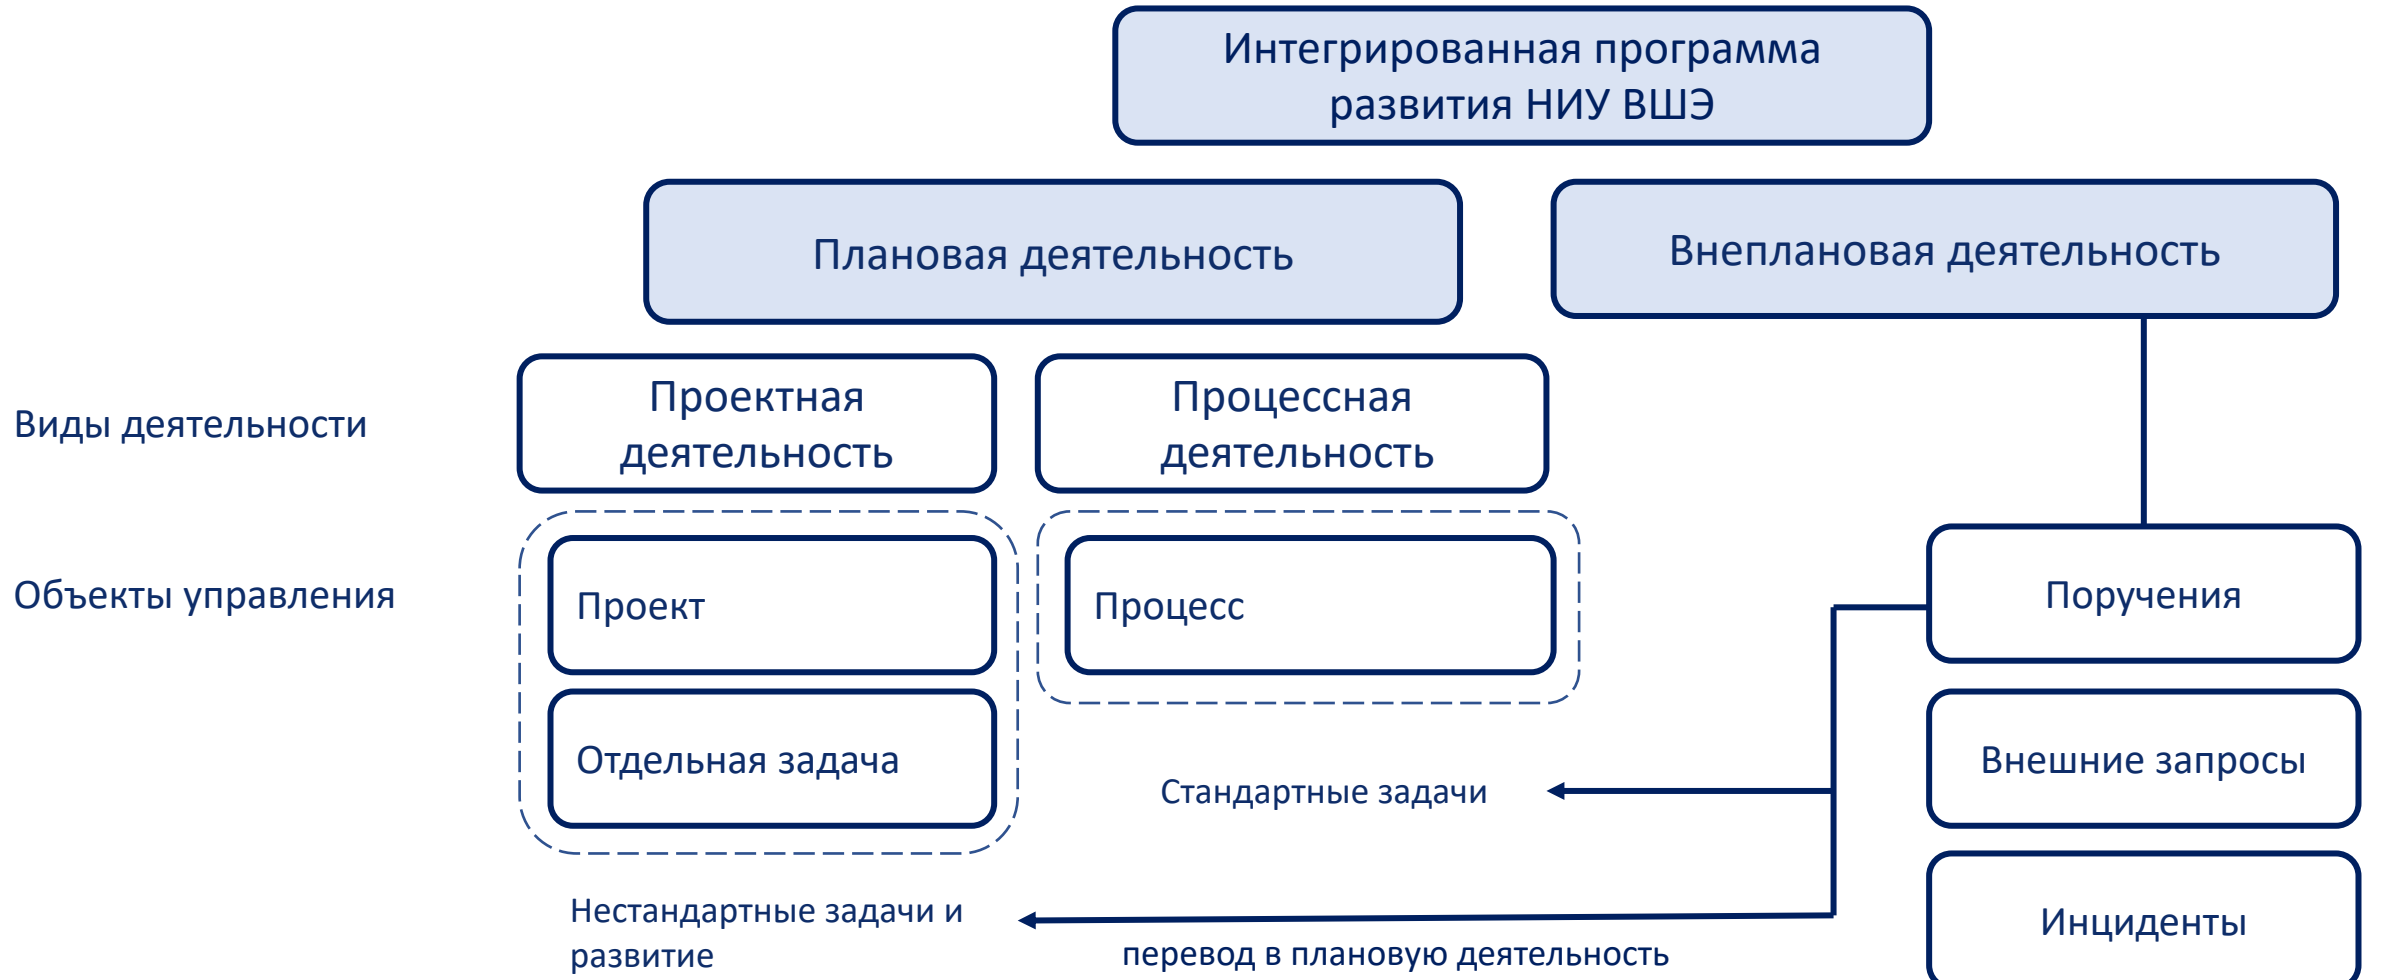 Интегрированная программа
развития НИУ ВШЭ
Плановая деятельность
Внеплановая деятельность
Виды деятельности
Проектная
деятельность
Процессная
деятельность
Объекты управления
Проект
Процесс
Поручения
Отдельная задача
Стандартные задачи
Внешние запросы
Нестандартные задачи и
развитие
перевод в плановую деятельность
Инциденты